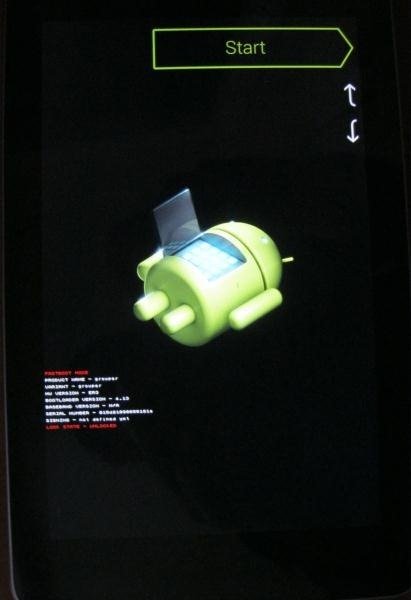 Start
FASTBOOT MODE
PRODUCT NAME - grouper
VARIANT - grouper
HW VERSION - ER3
BOOTLOADER VERSION - 4.13
BASEBAND VERSION - N/A
SERIAL NUMBER -
SIGNING - not defined yet
LOCK STATE - UNLOCKED